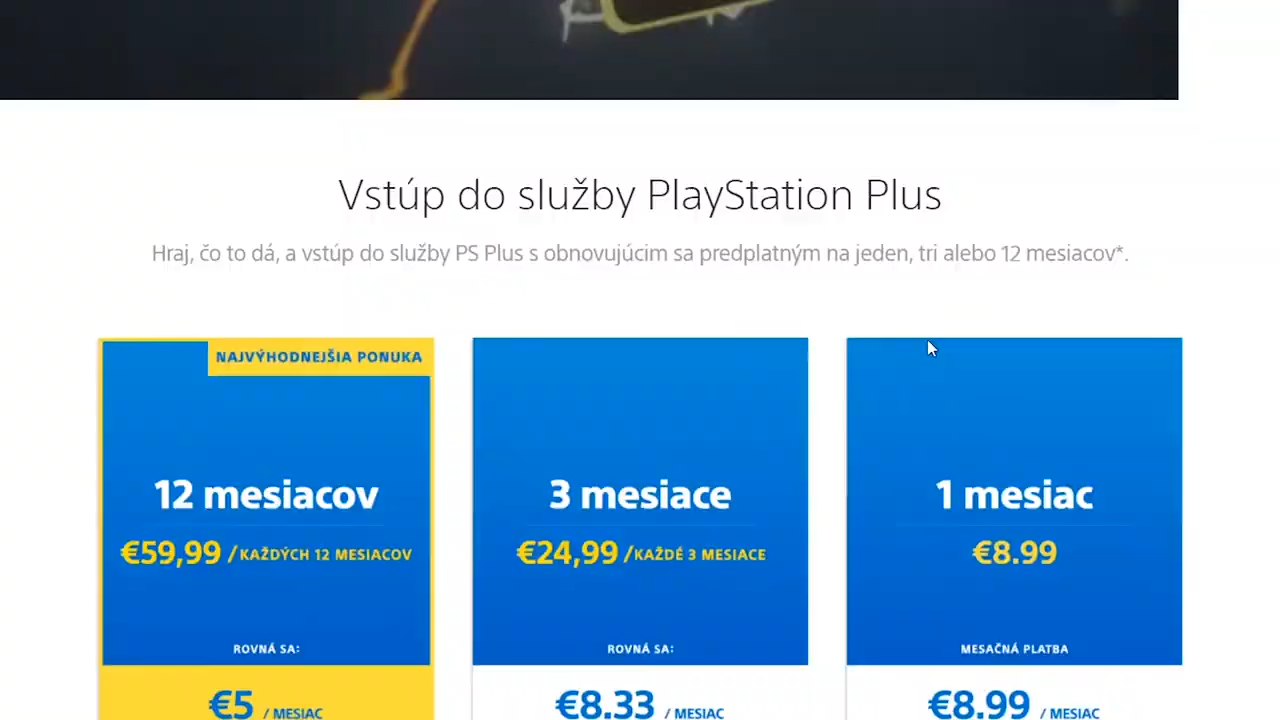 Vstúp do služby PlayStation Plus
Hraj, čo to dá, a vstúp do služby PS Plus s obnovujúcim sa predplatným na jeden, tri alebo 12 mesiacov*.
NAJVÝHODNEJŠIA PONUKA
12 mesiacov
€59,99 /KAŽDÝCH 12 MESIACOV
ROVNÁ SA:
€5 / MESIAC
3 mesiace
€24,99 /KAŽDÉ 3 MESIACE
ROVNÁ SA:
€8.33 / MESIAC
1 mesiac
€8.99
MESAČNÁ PLATBA
€8.99 / MESIAC